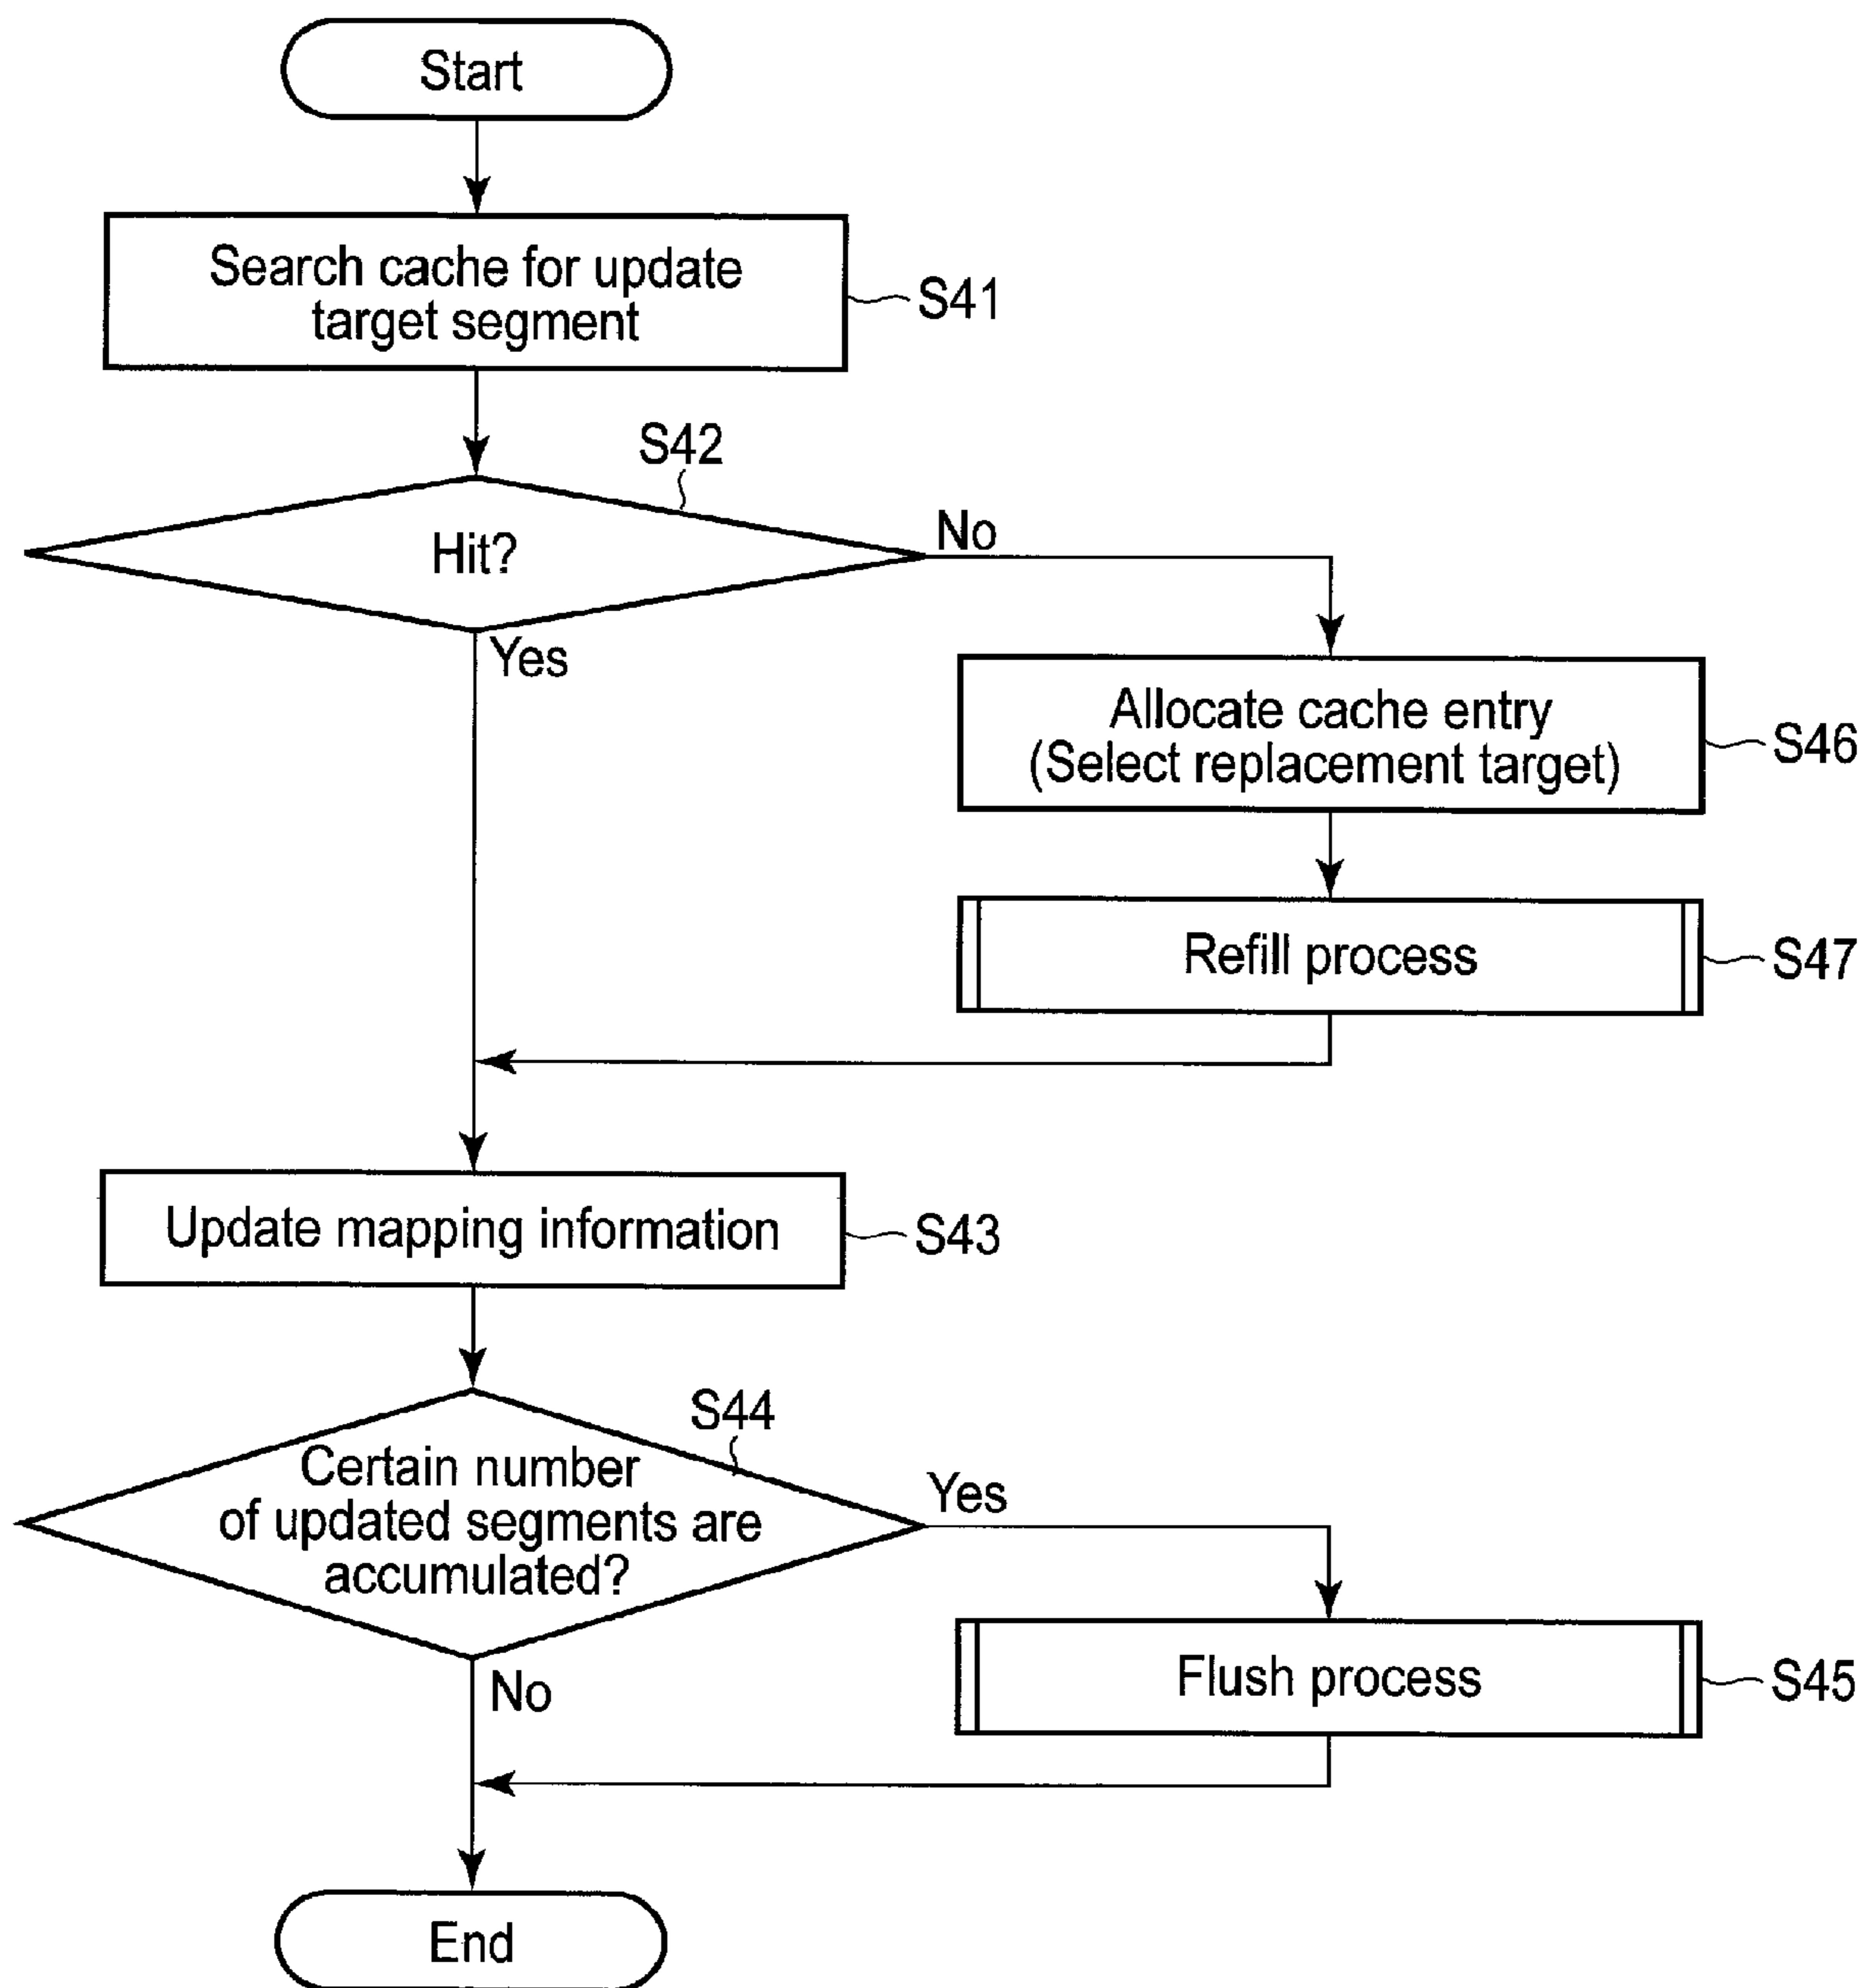 Start
Search cache for update
target segment
S41
S42
Hit?
No
Yes
Allocate cache entry
(Select replacement target)
S46
Refill process
S47
Update mapping information
S43
S44
Certain number
of updated segments are
accumulated?
Yes
No
Flush process
S45
End